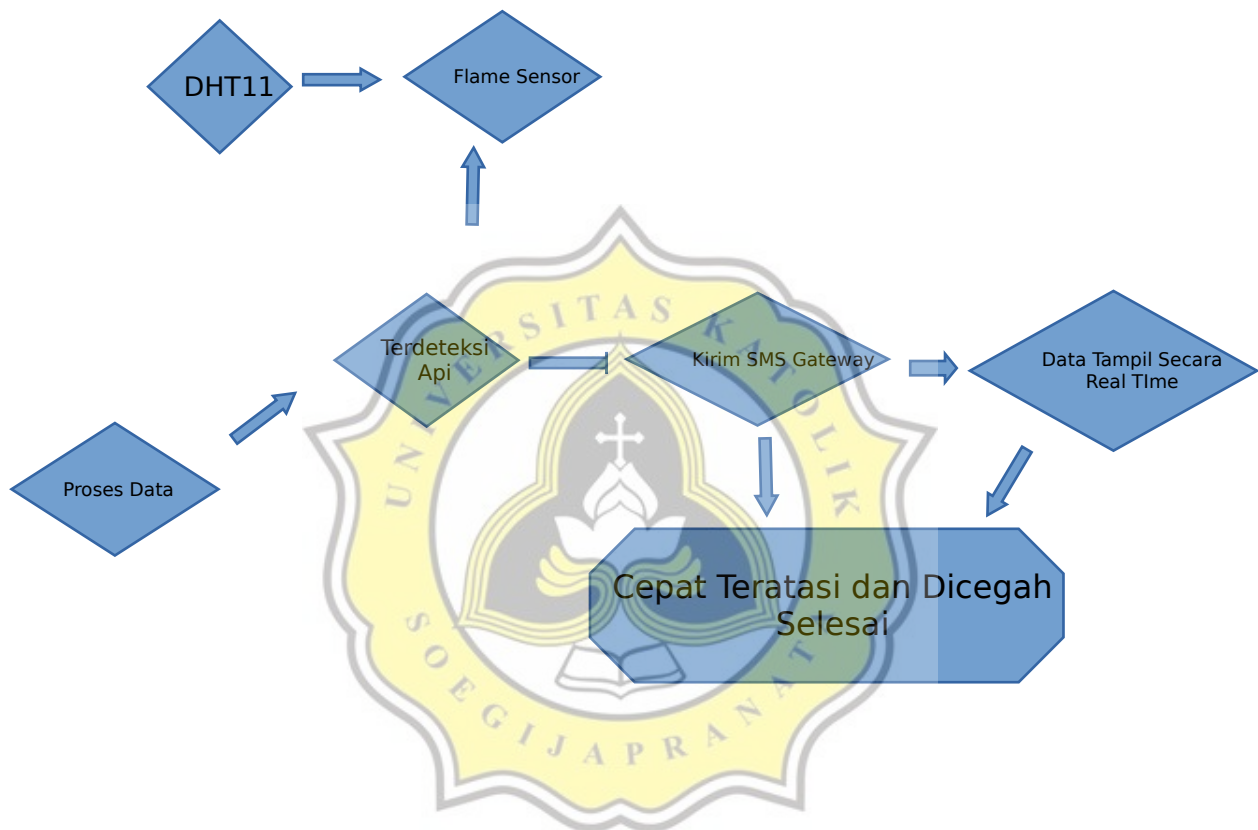 DHT11
Flame Sensor
Terdeteksi
Api
Kirim SMS Gateway
Data Tampil Secara
Real TIme
Proses Data
Cepat Teratasi dan Dicegah
Selesai
UNIVERSITAS KATOLIK
SOEGIJAPRANATA